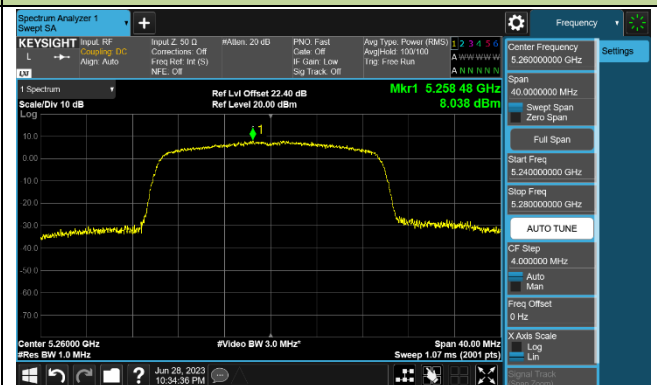 Spectrum Analyzer 1
Swept SA
Frequency
KEYSIGHT
L
Input: RF
Coupling: DC
Align: Auto
Input Z: 50 Ω
Corrections: Off
Freq Ref: Int (S)
NFE: Off
#Atten: 20 dB
PNO: Fast
Gate: Off
IF Gain: Low
Sig Track: Off
Avg Type: Power (RMS)
Avg|Hold: 100/100
Trig: Free Run
1 2 3 4 5 6
A W W W W W
A N N N N N
LXI
1 Spectrum
Scale/Div 10 dB
Log
Ref Lvl Offset 22.40 dB
Ref Level 20.00 dBm
Mkr1 5.258 48 GHz
8.038 dBm
1
10.0
0.00
-10.0
-20.0
-30.0
-40.0
-50.0
-60.0
-70.0
Center 5.26000 GHz
#Res BW 1.0 MHz
#Video BW 3.0 MHz*
Span 40.00 MHz
Sweep 1.07 ms (2001 pts)
Center Frequency
5.260000000 GHz
Settings
Span
40.0000000 MHz
Swept Span
Zero Span
Full Span
Start Freq
5.240000000 GHz
Stop Freq
5.280000000 GHz
AUTO TUNE
CF Step
4.000000 MHz
Auto
Man
Freq Offset
0 Hz
X Axis Scale
Log
Lin
Signal Track
(Span Zoom)
Jun 28, 2023
10:34:36 PM